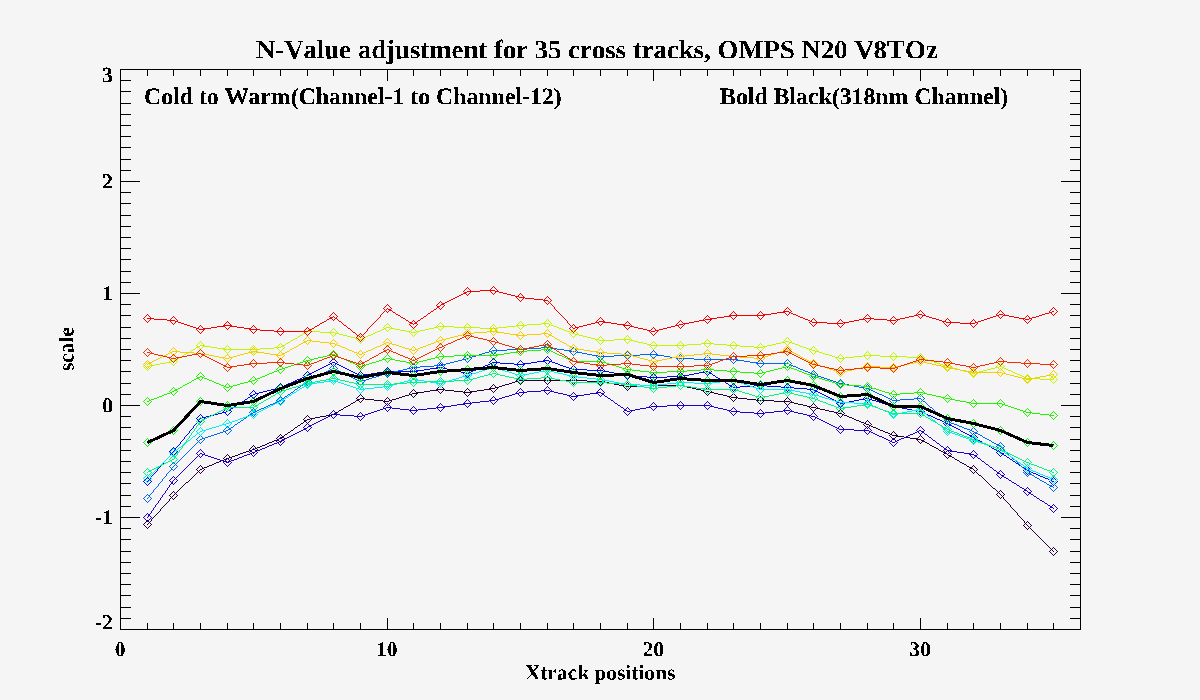 N-Value adjustment for 35 cross tracks, OMPS N20 V8TOz
Cold to Warm(Channel-1 to Channel-12)
Bold Black(318nm Channel)
3
2
1
0
-1
-2
scale
0
10
20
30
Xtrack positions